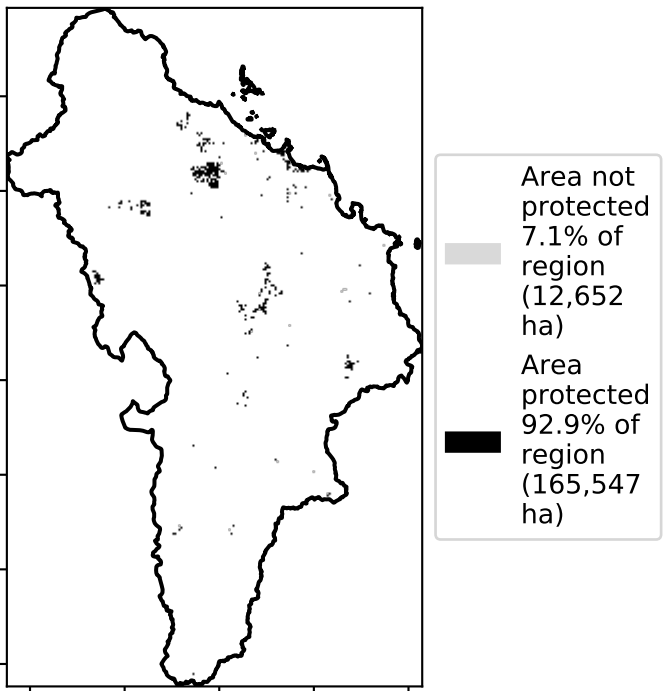 Area not
protected
7.1% of
region
(12,652
ha)
Area
protected
92.9% of
region
(165,547
ha)